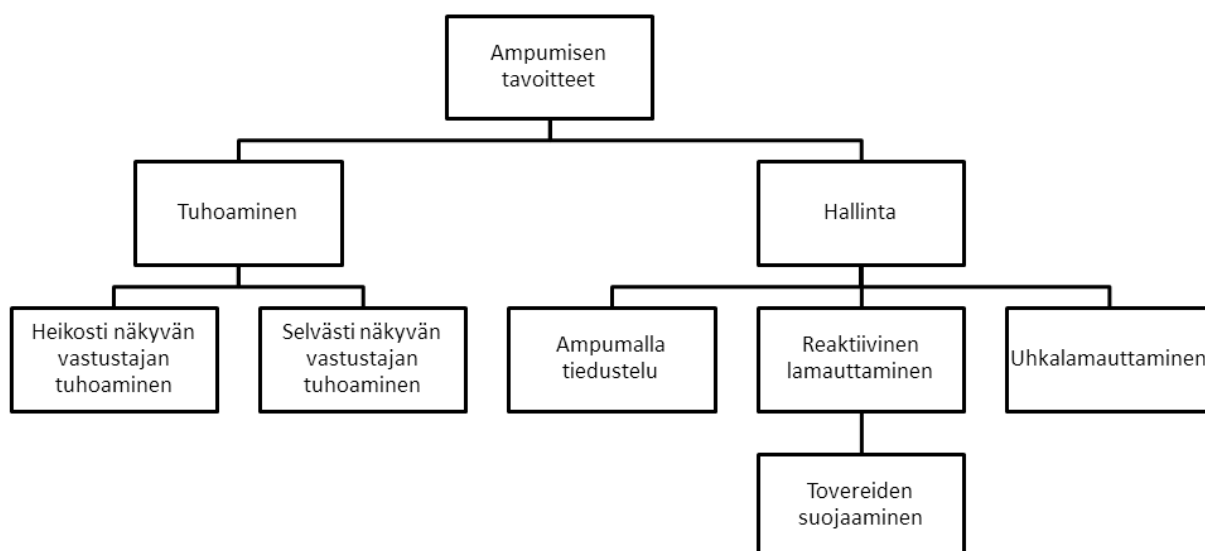 Ampumisen
tavoitteet
Tuhoaminen
Hallinta
Heikosti näkyvän
vastustajan
tuhoaminen
Selvästi näkyvän
vastustajan
tuhoaminen
Ampumalla
tiedustelu
Reaktiivinen
lamauttaminen
Uhkalamauttaminen
Tovereiden
suojaaminen